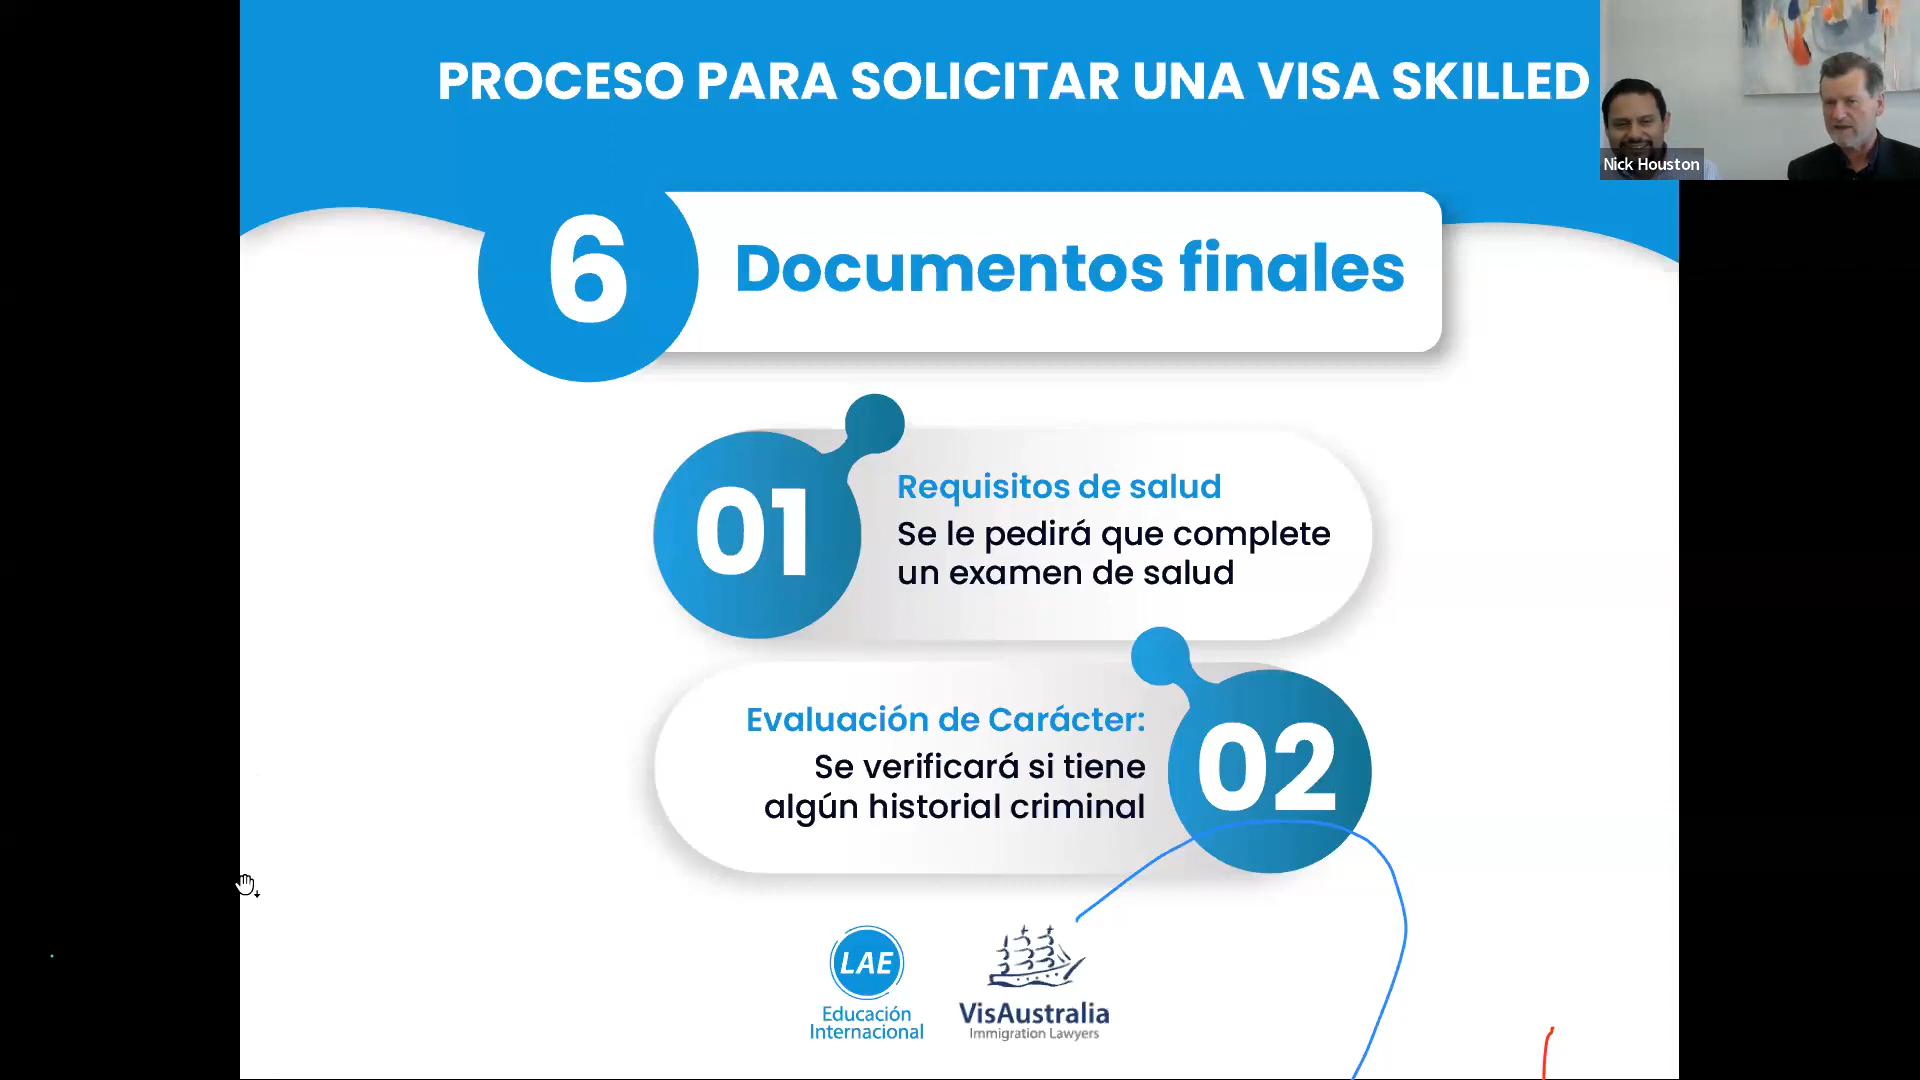 PROCESO PARA SOLICITAR UNA VISA SKILLED
Nick Houston
6
Documentos finales
01
Requisitos de salud
Se le pedirá que complete
un examen de salud
Evaluación de Carácter:
Se verificará si tiene
algún historial criminal
02
LAE
Educación
Internacional
VisAustralia
Immigration Lawyers